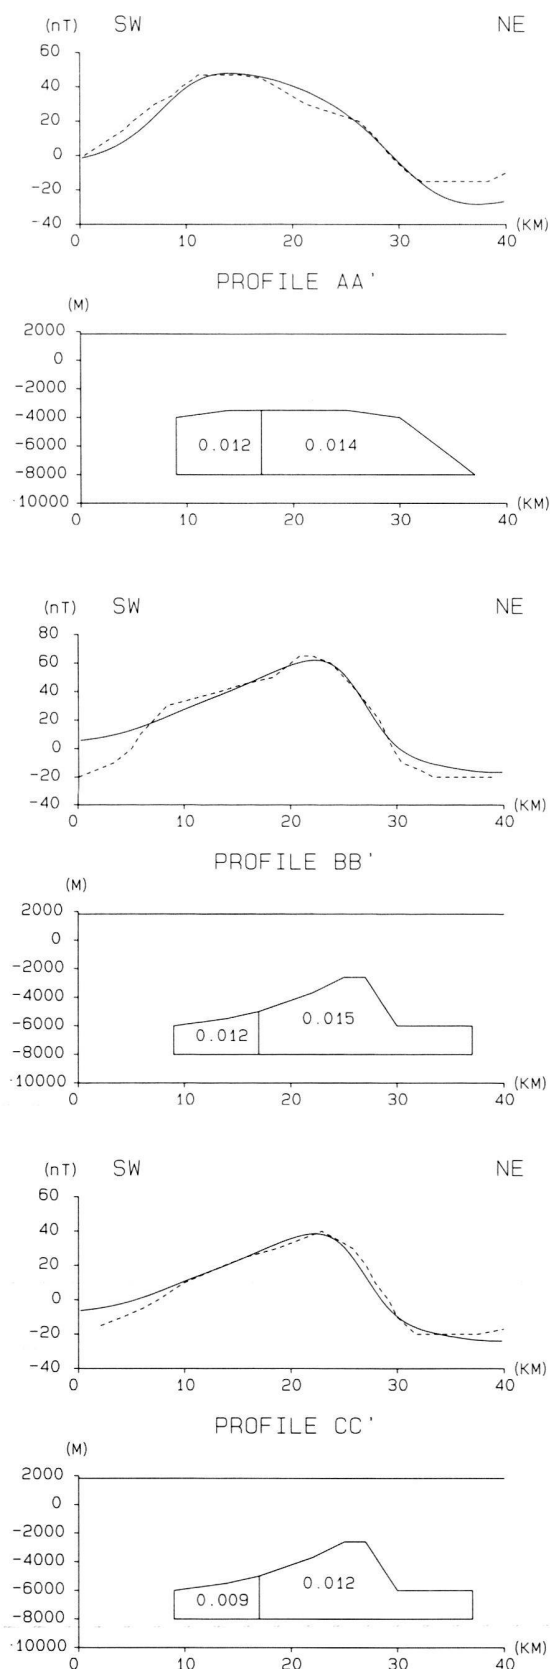 (nT) SW NE
60
40
20
0
-20
-40
0 10 20 30 40 (KM)
PROFILE AA'
(M)
2000
0
-2000
-4000
-6000 0.012 0.014
-8000
-10000
0 10 20 30 40 (KM)
(nT) SW NE
80
60
40
20
0
-20
-40
0 10 20 30 40 (KM)
PROFILE BB'
(M)
2000
0
-2000
-4000
-6000 0.012 0.015
-8000
-10000
0 10 20 30 40 (KM)
(nT) SW NE
60
40
20
0
-20
-40
0 10 20 30 40 (KM)
PROFILE CC'
(M)
2000
0
-2000
-4000
-6000 0.009 0.012
-8000
-10000
0 10 20 30 40 (KM)